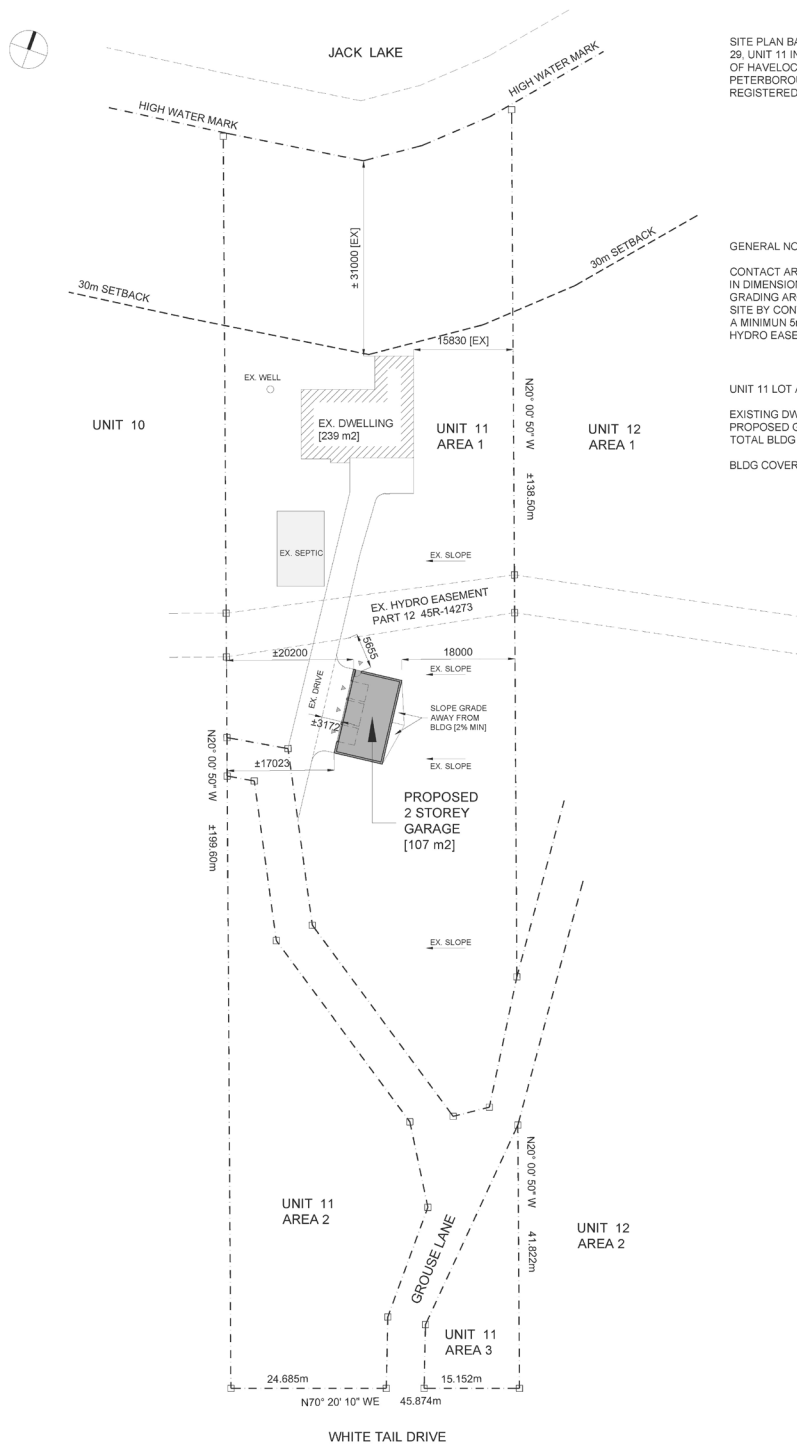 JACK LAKE
SITE PLAN BA
29, UNIT 11 IN
OF HAVELOC
PETERBOROU
REGISTERED
HIGH WATER MARK
HIGH WATER MARK
± 31000 [EX]
30m SETBACK
30m SETBACK
GENERAL NO
CONTACT AR
IN DIMENSION
GRADING ARO
SITE BY CON
A MINIMUN 5m
HYDRO EASE
15830 [EX]
EX. WELL
UNIT 10
EX. DWELLING
[239 m2]
UNIT 11
AREA 1
N20° 00' 50" W ±138.50m
UNIT 12
AREA 1
UNIT 11 LOT A
EXISTING DW
PROPOSED G
TOTAL BLDG
BLDG COVER
EX. SEPTIC
EX. SLOPE
EX. HYDRO EASEMENT
PART 12 45R-14273
±20200
5655
18000
EX. SLOPE
EX. DRIVE
±3172
SLOPE GRADE
AWAY FROM
BLDG [2% MIN]
N20° 00' 50" W ±199.60m
±17023
EX. SLOPE
PROPOSED
2 STOREY
GARAGE
[107 m2]
EX. SLOPE
UNIT 11
AREA 2
GROUSE LANE
N20° 00' 50" W 41.822m
UNIT 12
AREA 2
UNIT 11
AREA 3
24.685m
15.152m
N70° 20' 10" WE 45.874m
WHITE TAIL DRIVE